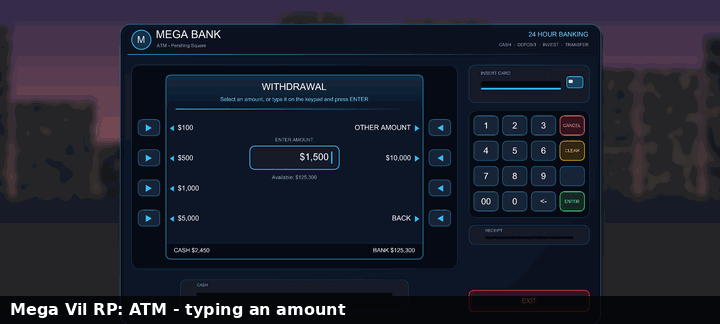 M
MEGA BANK
ATM - Pershing Square
24 HOUR BANKING
CASH · DEPOSIT · INVEST · TRANSFER
WITHDRAWAL
Select an amount, or type it on the keypad and press ENTER
$100
OTHER AMOUNT
ENTER AMOUNT
$500
$1,500
$10,000
Available: $125,300
$1,000
$5,000
BACK
CASH $2,450
BANK $125,300
INSERT CARD
1 2 3 CANCEL
4 5 6 CLEAR
7 8 9
00 0 <- ENTER
RECEIPT
CASH
EXIT
Mega Vil RP: ATM - typing an amount